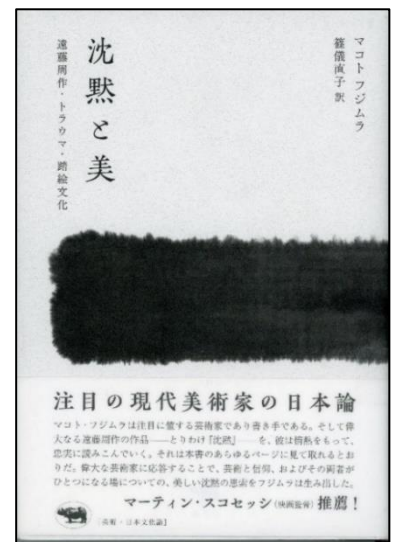 マコト フジムラ
篠儀直子 訳
沈黙と美
遠藤周作・トラウマ・踏絵文化
注目の現代美術家の日本論
マコト・フジムラは注目に値する芸術家であり書き手である。そして偉
大なる遠藤周作の作品——とりわけ『沈黙』——を、彼は情熱をもって、
忠実に読みこんでいく。それは本書のあらゆるページに見て取れるとお
りだ。偉大な芸術家に応答することで、芸術と信仰、およびその両者が
ひとつになる場についての、美しい沈黙の思索をフジムラは生み出した。
マーティン・スコセッシ(映画監督) 推薦！
[芸術・日本文化論]